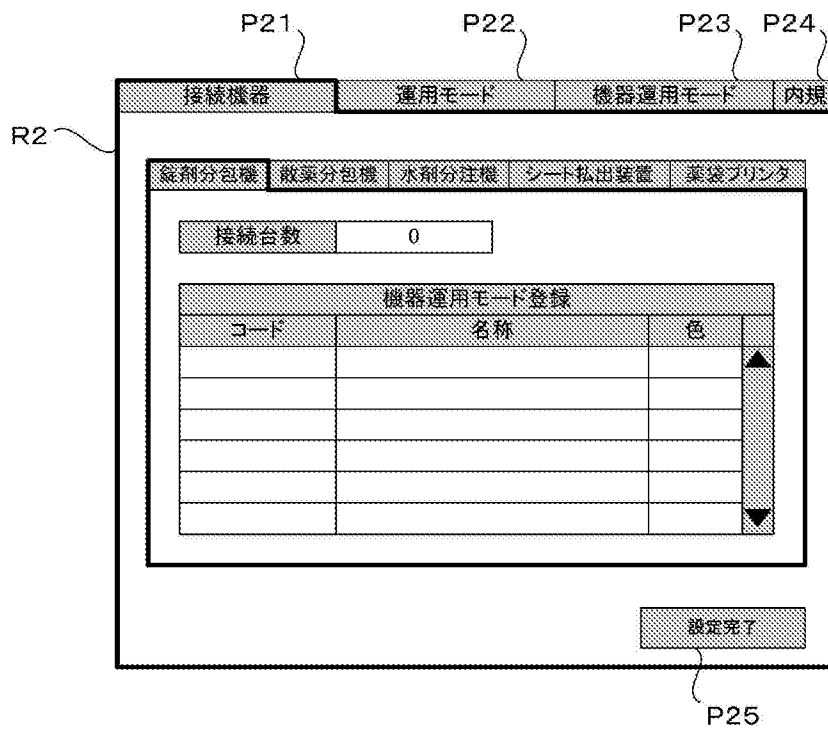 P21 P22 P23 P24
接続機器 運用モード 機器運用モード 内規
R2
錠剤分包機 散薬分包機 水剤分注機 シート払出装置 薬袋プリンタ
接続台数 0
機器運用モード登録
コード 名称 色
設定完了
P25